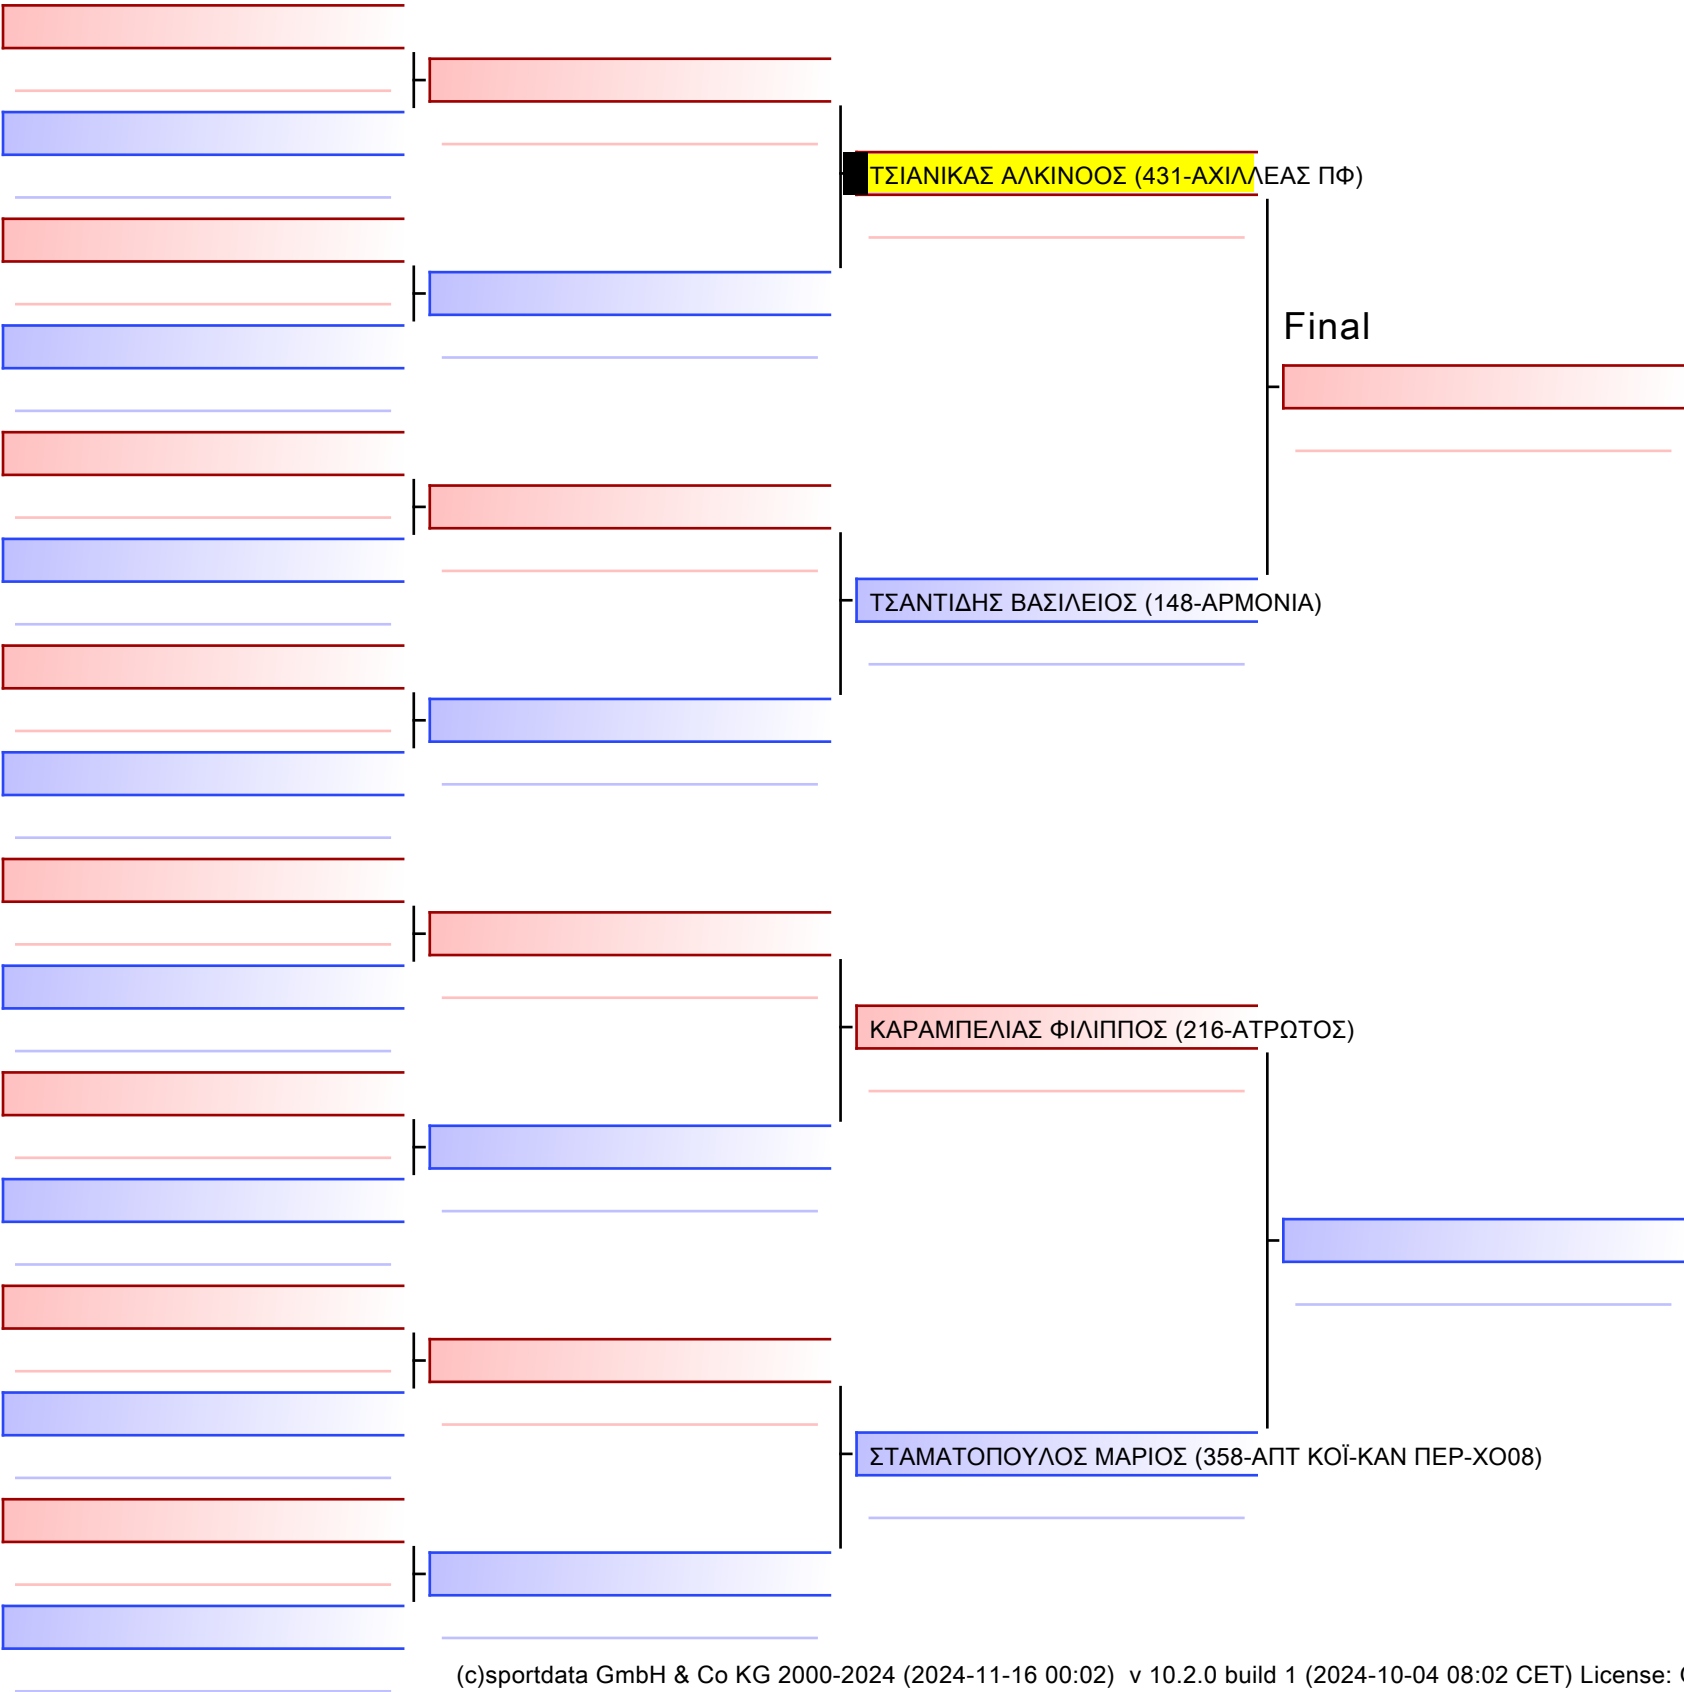 ΤΣΙΑΝΙΚΑΣ ΑΛΚΙΝΟΟΣ (431-ΑΧΙΛΛΕΑΣ ΠΦ)
Final
ΤΣΑΝΤΙΔΗΣ ΒΑΣΙΛΕΙΟΣ (148-ΑΡΜΟΝΙΑ)
ΚΑΡΑΜΠΕΛΙΑΣ ΦΙΛΙΠΠΟΣ (216-ΑΤΡΩΤΟΣ)
ΣΤΑΜΑΤΟΠΟΥΛΟΣ ΜΑΡΙΟΣ (358-ΑΠΤ ΚΟΪ-ΚΑΝ ΠΕΡ-ΧΟ08)
(c)sportdata GmbH & Co KG 2000-2024 (2024-11-16 00:02) v 10.2.0 build 1 (2024-10-04 08:02 CET) License: